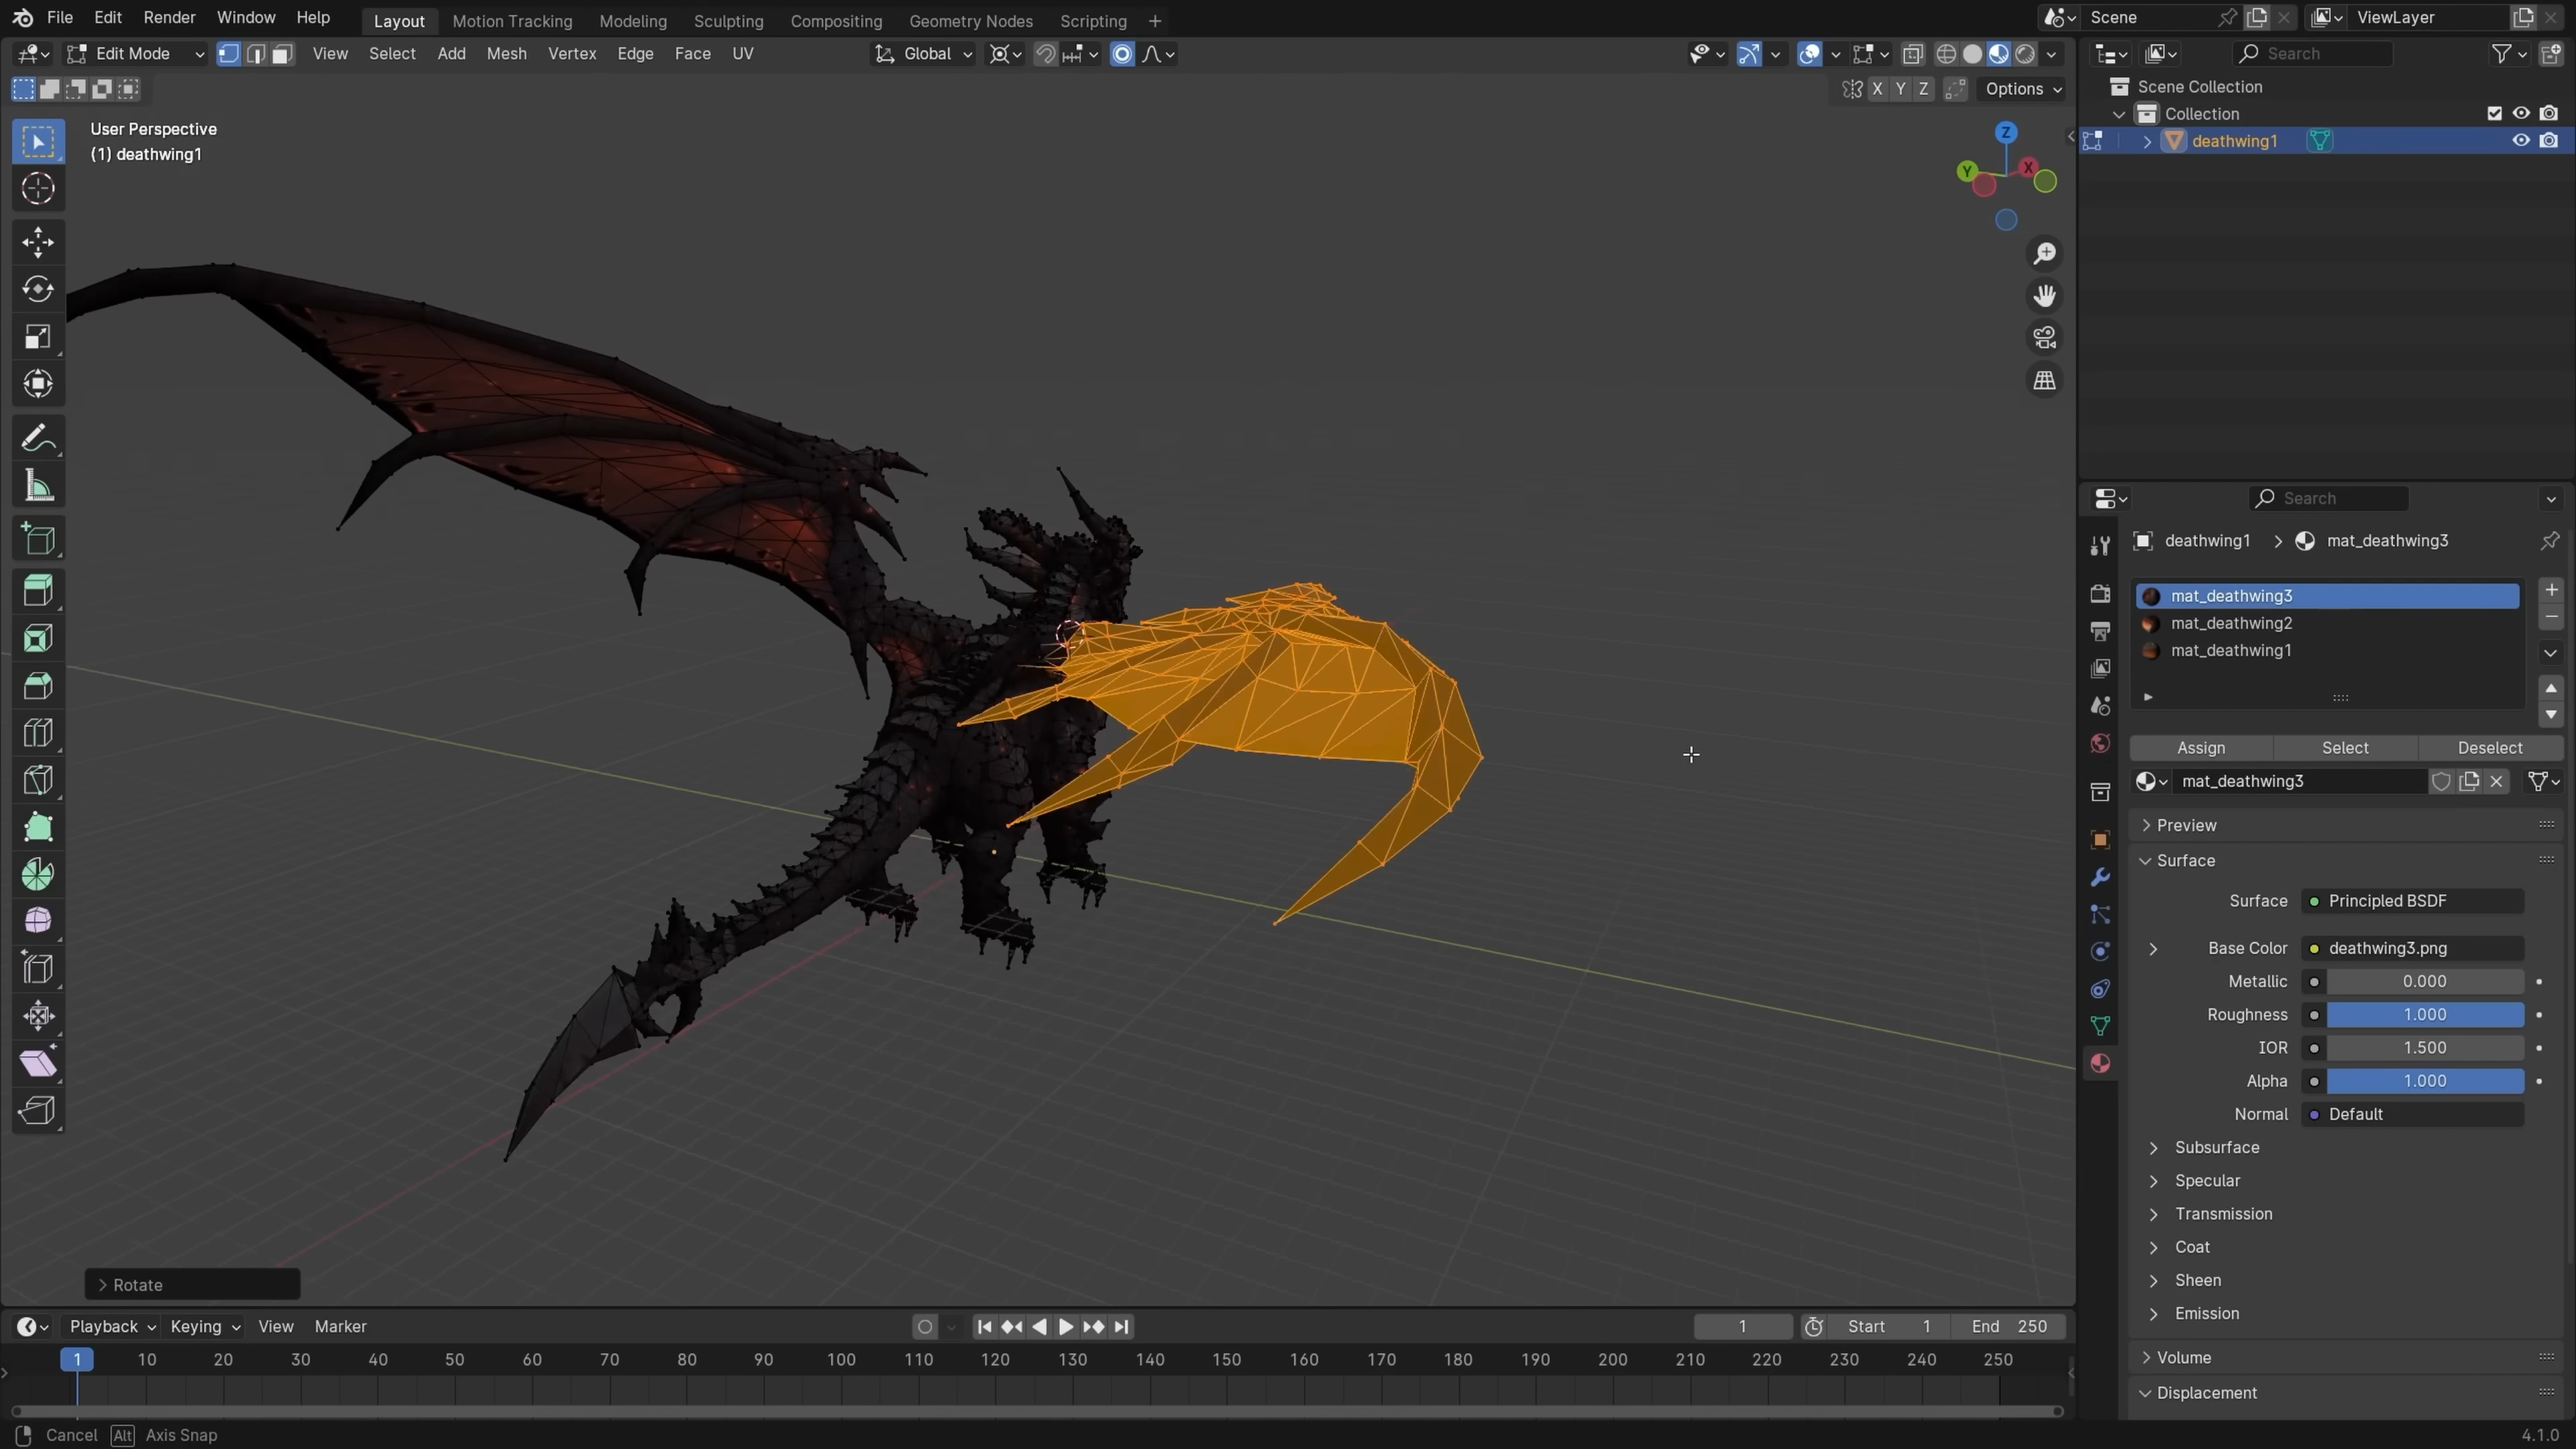 File Edit Render Window Help Layout Motion Tracking Modeling Sculpting Compositing Geometry Nodes Scripting + Scene ViewLayer
Edit Mode View Select Add Mesh Vertex Edge Face UV Global Search
X Y Z Options
Scene Collection
Collection
deathwing1
User Perspective
(1) deathwing1
Z
Y X
Search
deathwing1 > mat_deathwing3
mat_deathwing3
mat_deathwing2
mat_deathwing1
Assign Select Deselect
mat_deathwing3
Preview
Surface
Surface Principled BSDF
Base Color deathwing3.png
Metallic 0.000
Roughness 1.000
IOR 1.500
Alpha 1.000
Normal Default
Subsurface
Specular
Transmission
Coat
Sheen
Emission
Volume
Displacement
Rotate
Playback Keying View Marker 1 Start 1 End 250
1 10 20 30 40 50 60 70 80 90 100 110 120 130 140 150 160 170 180 190 200 210 220 230 240 250
Cancel Alt Axis Snap 4.1.0